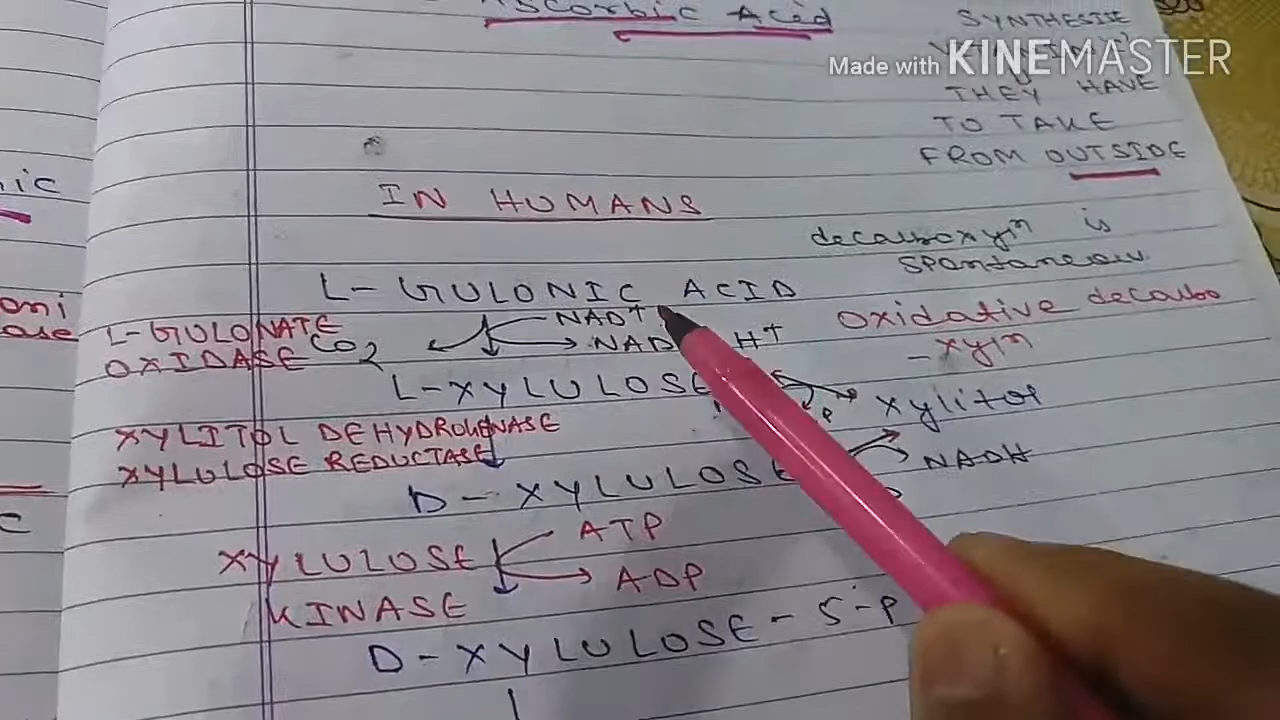 Ascorbic Acid
SYNTHESIZE
Made with KINEMASTER
THEY HAVE
TO TAKE
FROM OUTSIDE
IN HUMANS
decarboxyn is
spontaneous.
L-GULONIC ACID
oxidative decarbo
-xyn
L-GULONATE
OXIDASE
CO2
NAD+
NAD H+
L-XYLULOSE
xylitol
XYLITOL DEHYDROGENASE
XYLULOSE REDUCTASE
NADH
D-XYLULOSE
XYLULOSE
KINASE
ATP
ADP
D-XYLULOSE-5-P